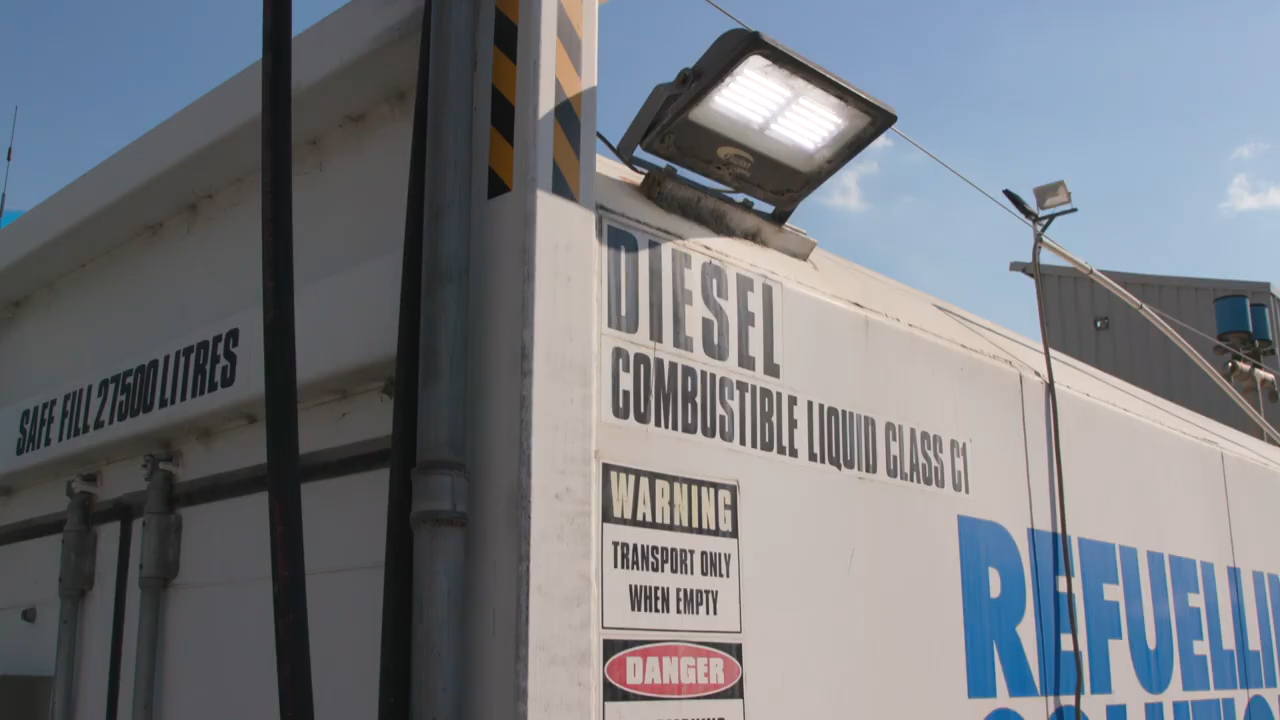 SAFE FILL 27500 LITRES
DIESEL
COMBUSTIBLE LIQUID CLASS C1
WARNING
TRANSPORT ONLY
WHEN EMPTY
DANGER